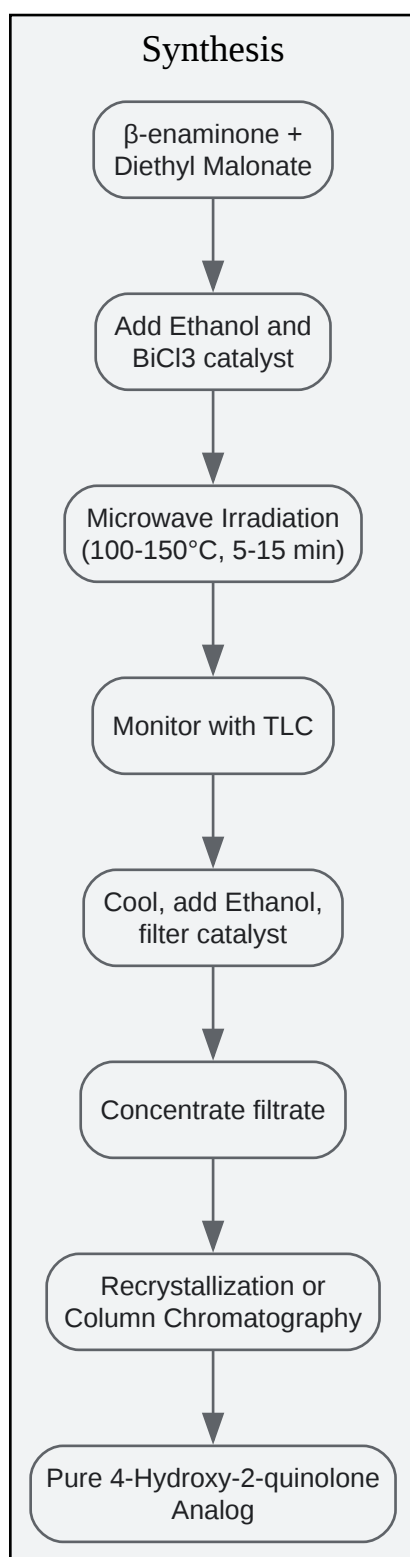 Synthesis
β-enaminone +
Diethyl Malonate
Add Ethanol and
BiCl3 catalyst
Microwave Irradiation
(100-150°C, 5-15 min)
Monitor with TLC
Cool, add Ethanol,
filter catalyst
Concentrate filtrate
Recrystallization or
Column Chromatography
Pure 4-Hydroxy-2-quinolone
Analog